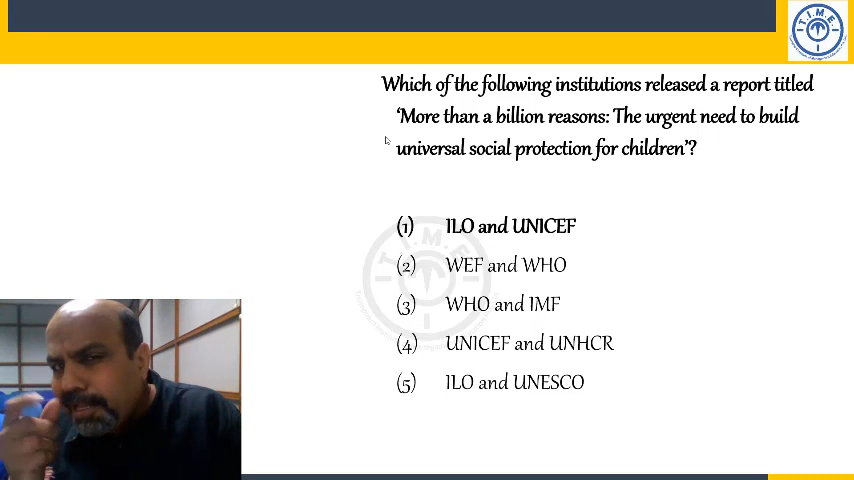 T.I.M.E.
Which of the following institutions released a report titled
‘More than a billion reasons: The urgent need to build
universal social protection for children’?
(1) ILO and UNICEF
(2) WEF and WHO
(3) WHO and IMF
(4) UNICEF and UNHCR
(5) ILO and UNESCO